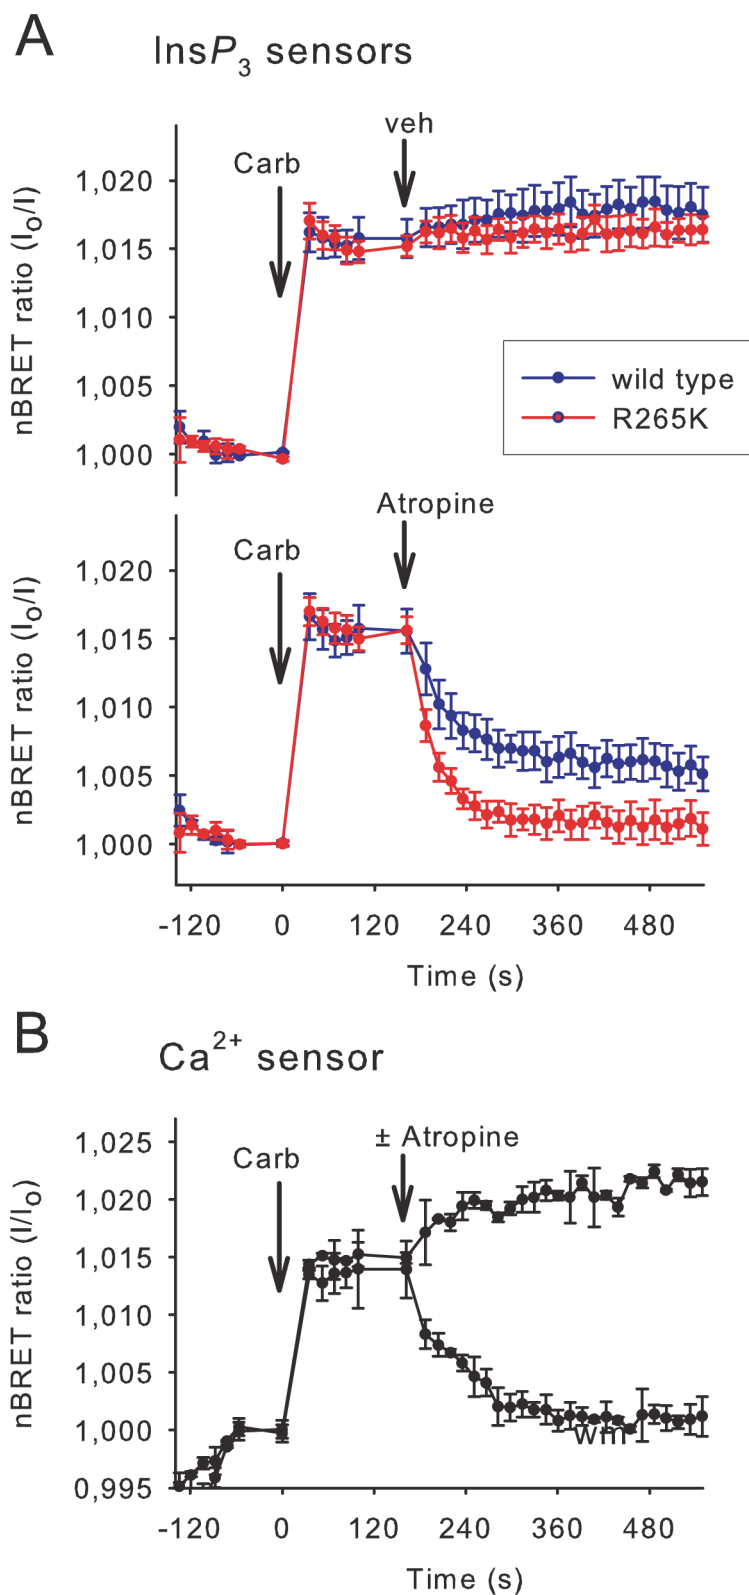 A
InsP₃ sensors
veh
Carb
nBRET ratio (I₀/I)
1,020
1,015
1,010
1,005
1,000
wild type
R265K
Atropine
Carb
nBRET ratio (I₀/I)
1,020
1,015
1,010
1,005
1,000
-120 0 120 240 360 480
Time (s)
B
Ca²⁺ sensor
± Atropine
Carb
nBRET ratio (I/I₀)
1,025
1,020
1,015
1,010
1,005
1,000
0,995
wm
-120 0 120 240 360 480
Time (s)